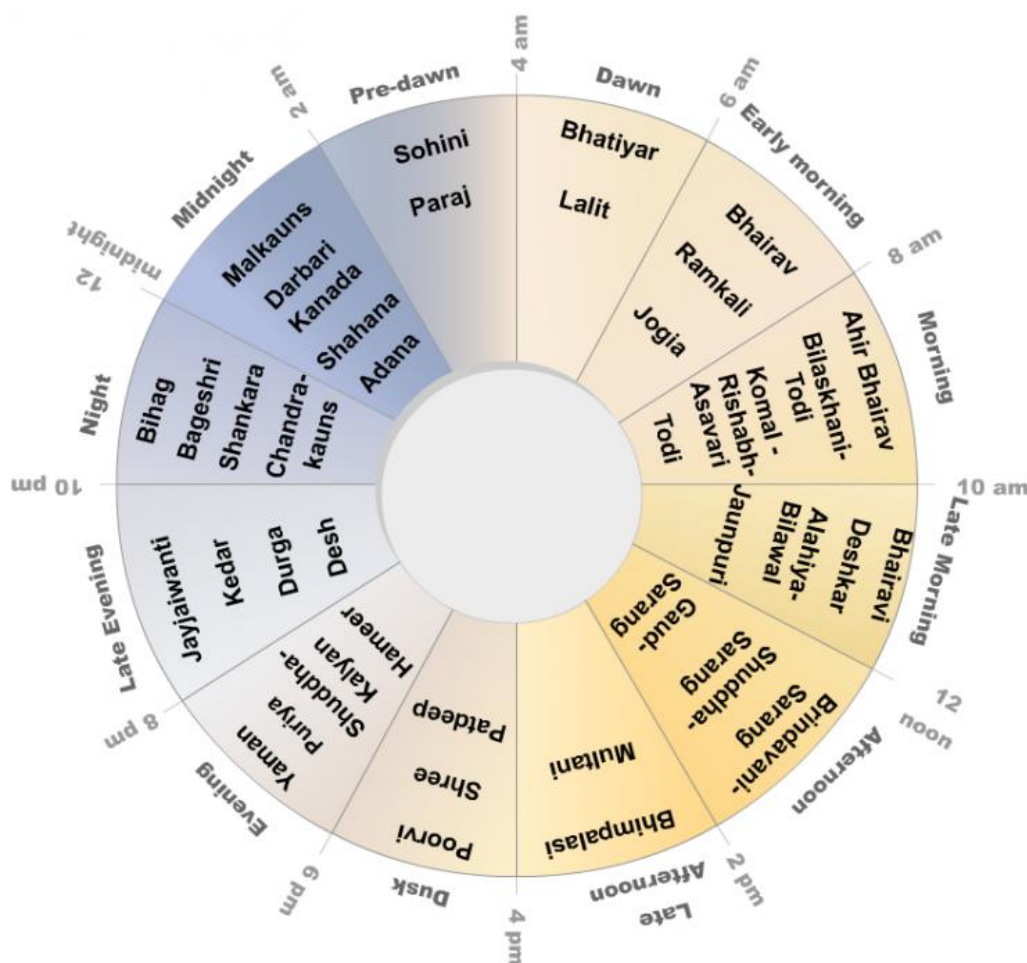 4 am
Dawn
Bhatiyar
Lalit
6 am
Early morning
Bhairav
Ramkali
Jogia
8 am
Morning
Ahir Bhairav
Bilaskhani-
Todi
Komal -
Rishabh-
Asavari
Todi
10 am
Late Morning
Bhairavi
Deshkar
Alahiya-
Bilawal
Jaunpuri
12
noon
Afternoon
Brindavani-
Sarang
Shuddha-
Sarang
Gaud-
Sarang
2 pm
Late
Afternoon
Bhimpalasi
Multani
4 pm
Dusk
Poorvi
Shree
Patdeep
6 pm
Evening
Yaman
Puriya
Shuddha-
Kalyan
Hameer
8 pm
Late Evening
Jayjaiwanti
Kedar
Durga
Desh
10 pm
Night
Bihag
Bageshri
Shankara
Chandra-
kauns
12
midnight
Midnight
Malkauns
Darbari
Kanada
Shahana
Adana
2 am
Pre-dawn
Sohini
Paraj